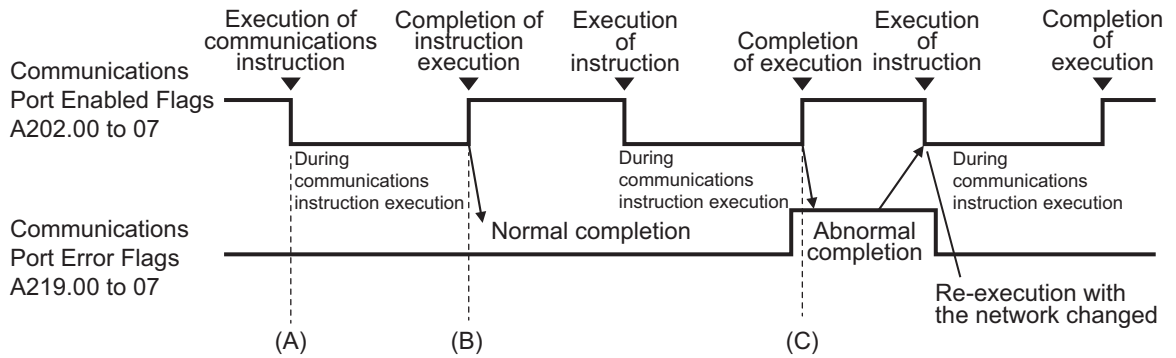 Execution of
communications
instruction
Completion of
instruction
execution
Execution
of
instruction
Completion
of execution
Execution
of
instruction
Completion
of
execution
Communications
Port Enabled Flags
A202.00 to 07
During
communications
instruction execution
During
communications
instruction execution
During
communications
instruction execution
Normal completion
Abnormal
completion
Communications
Port Error Flags
A219.00 to 07
Re-execution with
the network changed
(A)
(B)
(C)